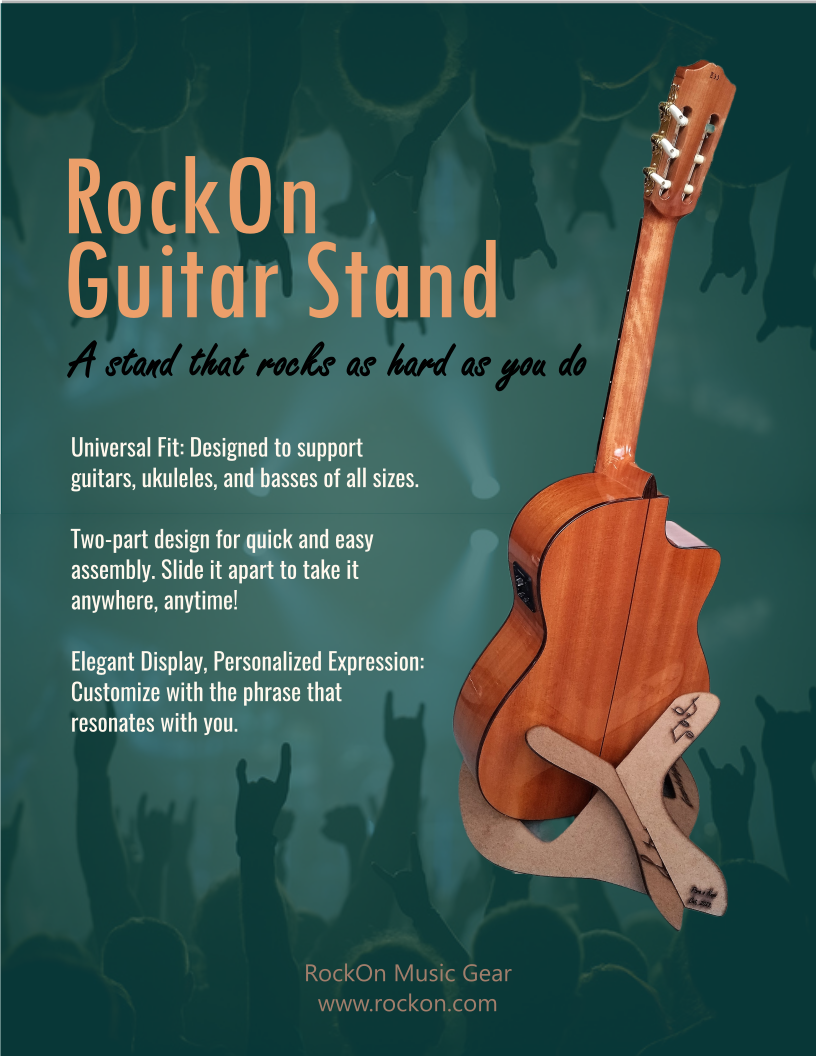 RockOn
Guitar Stand
A stand that rocks as hard as you do
Universal Fit: Designed to support
guitars, ukuleles, and basses of all sizes.
Two-part design for quick and easy
assembly. Slide it apart to take it
anywhere, anytime!
Elegant Display, Personalized Expression:
Customize with the phrase that
resonates with you.
RockOn Music Gear
www.rockon.com